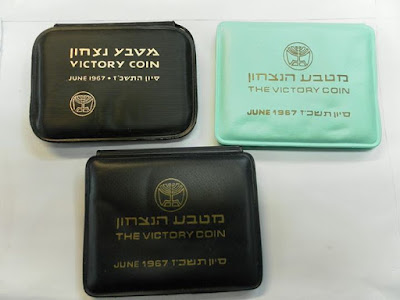 מטבע נצחון
VICTORY COIN
JUNE 1967 • סיון התשכ"ז
מטבע הנצחון
THE VICTORY COIN
JUNE 1967 סיון תשכ"ז
מטבע הנצחון
THE VICTORY COIN
JUNE 1967 סיון תשכ"ז